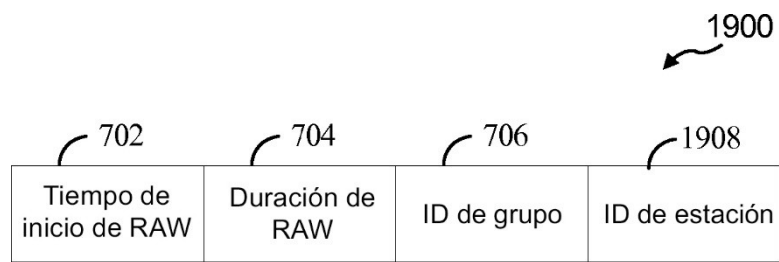 1900
702 704 706 1908
Tiempo de inicio de RAW
Duración de RAW
ID de grupo
ID de estación